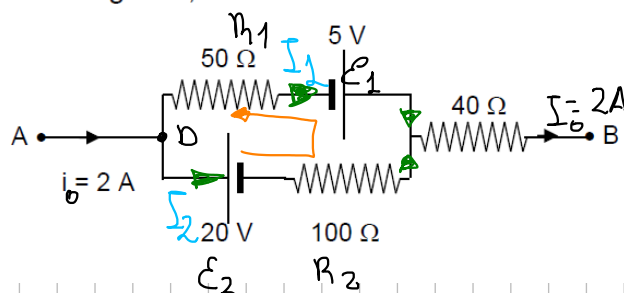 R1
5 V
50 Ω
I1
E1
40 Ω
I0 = 2A
A
D
B
i0 = 2 A
I2
20 V
100 Ω
E2
R2